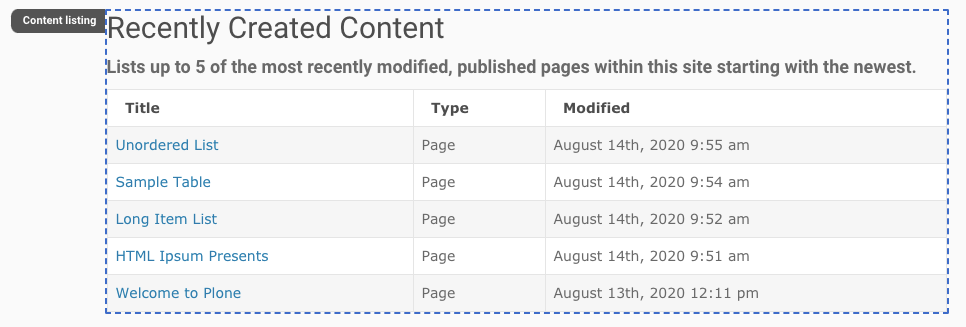 Content listing
Recently Created Content
Lists up to 5 of the most recently modified, published pages within this site starting with the newest.
Title Type Modified
Unordered List Page August 14th, 2020 9:55 am
Sample Table Page August 14th, 2020 9:54 am
Long Item List Page August 14th, 2020 9:52 am
HTML Ipsum Presents Page August 14th, 2020 9:51 am
Welcome to Plone Page August 13th, 2020 12:11 pm